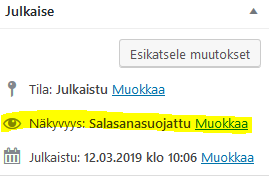 Julkaise
Esikatsele muutokset
Tila: Julkaistu Muokkaa
Näkyvyys: Salasanasuojattu Muokkaa
Julkaistu: 12.03.2019 klo 10:06 Muokkaa